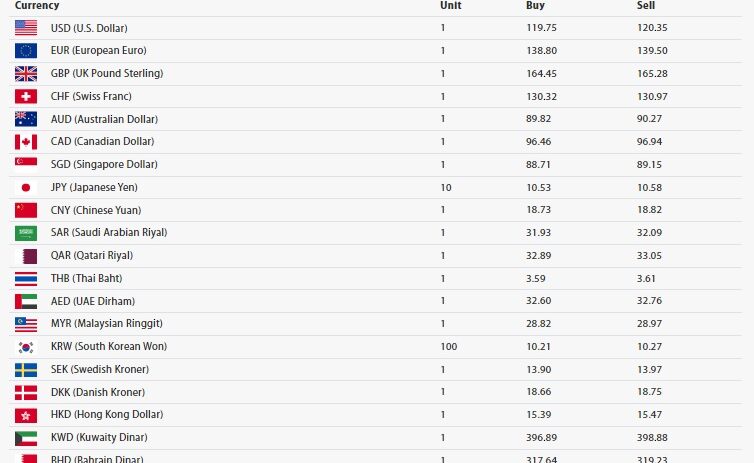 Currency Unit Buy Sell
USD (U.S. Dollar) 1 119.75 120.35
EUR (European Euro) 1 138.80 139.50
GBP (UK Pound Sterling) 1 164.45 165.28
CHF (Swiss Franc) 1 130.32 130.97
AUD (Australian Dollar) 1 89.82 90.27
CAD (Canadian Dollar) 1 96.46 96.94
SGD (Singapore Dollar) 1 88.71 89.15
JPY (Japanese Yen) 10 10.53 10.58
CNY (Chinese Yuan) 1 18.73 18.82
SAR (Saudi Arabian Riyal) 1 31.93 32.09
QAR (Qatari Riyal) 1 32.89 33.05
THB (Thai Baht) 1 3.59 3.61
AED (UAE Dirham) 1 32.60 32.76
MYR (Malaysian Ringgit) 1 28.82 28.97
KRW (South Korean Won) 100 10.21 10.27
SEK (Swedish Kroner) 1 13.90 13.97
DKK (Danish Kroner) 1 18.66 18.75
HKD (Hong Kong Dollar) 1 15.39 15.47
KWD (Kuwaity Dinar) 1 396.89 398.88
BHD (Bahrain Dinar) 1 317.64 319.23